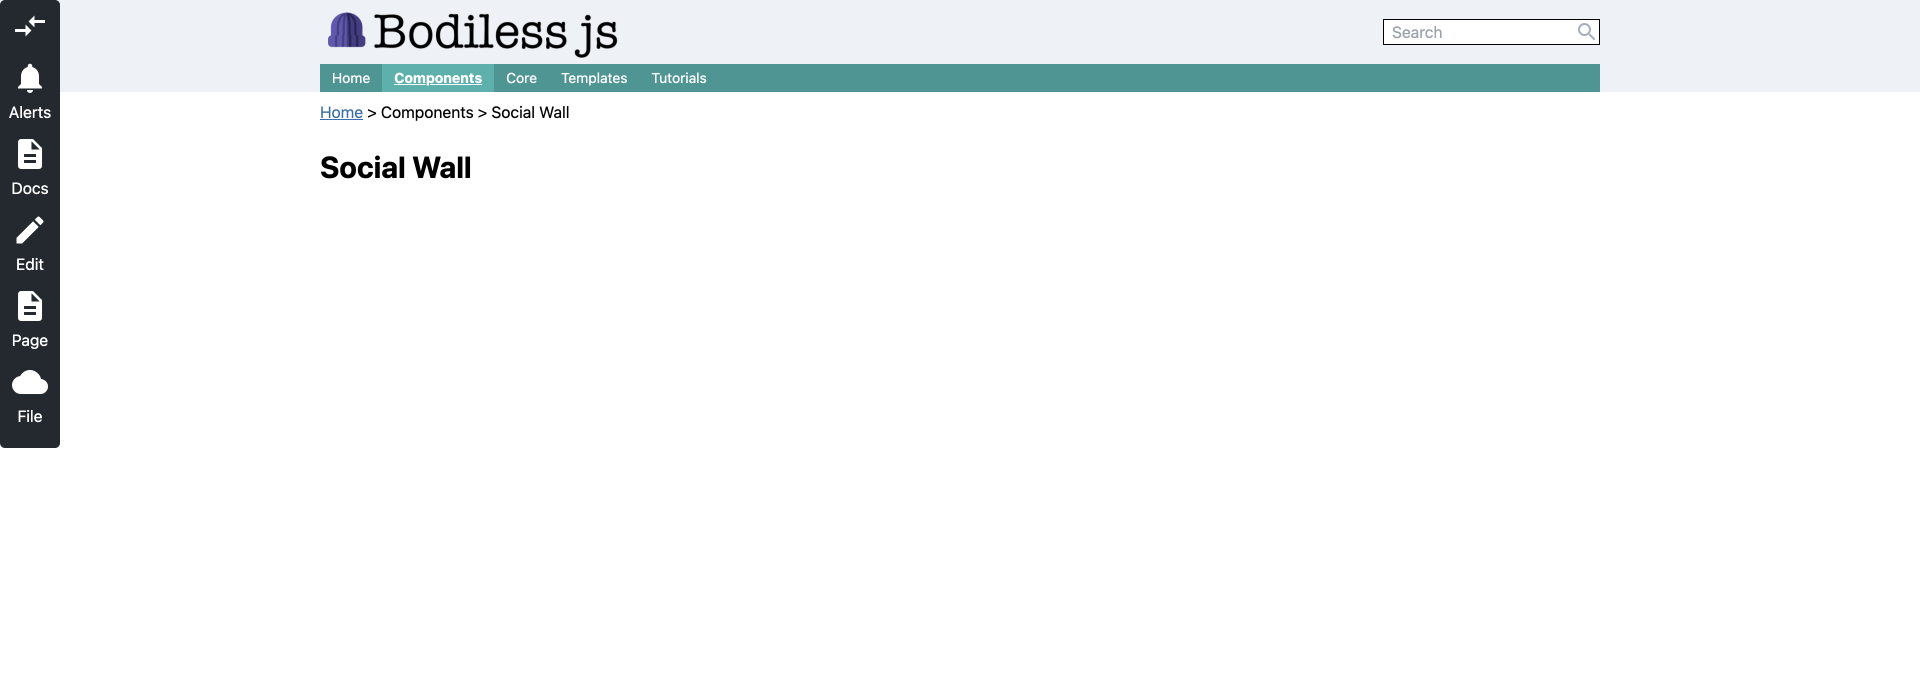 Bodiless js
Search
Home Components Core Templates Tutorials
Home > Components > Social Wall
Social Wall
Alerts
Docs
Edit
Page
File